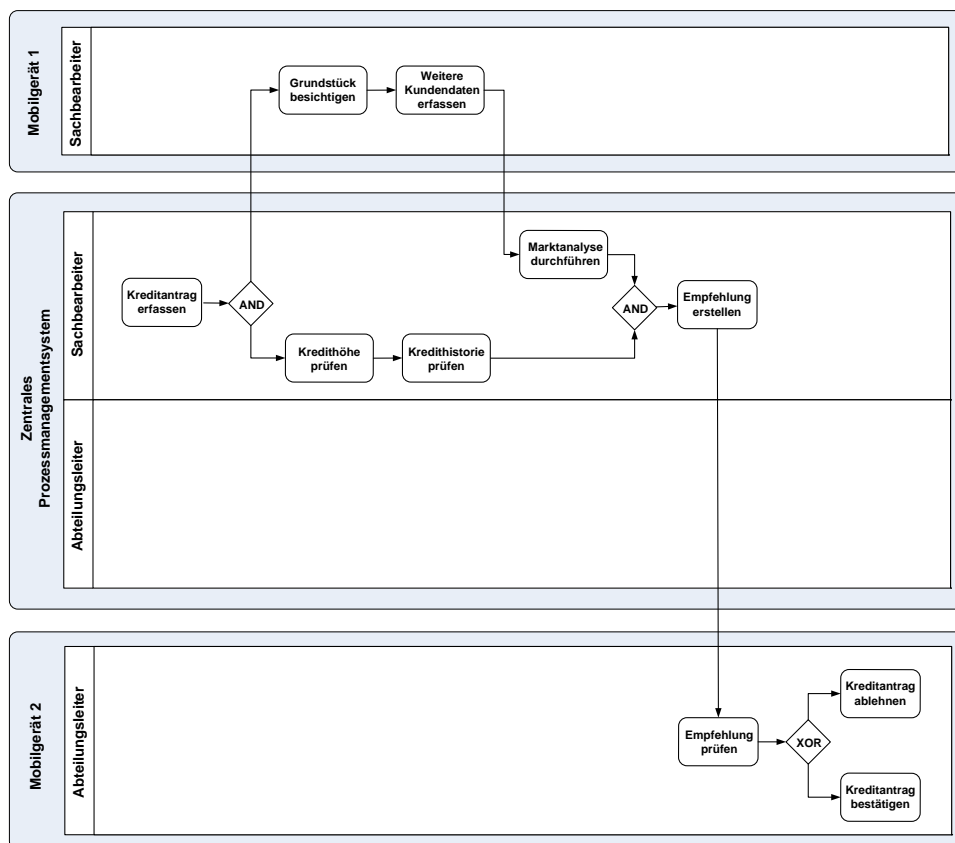 Mobilgerät 1
Sachbearbeiter
Grundstück
besichtigen
Weitere
Kundendaten
erfassen
Zentrales
Prozessmanagementsystem
Sachbearbeiter
Kreditantrag
erfassen
AND
Kredithöhe
prüfen
Kredithistorie
prüfen
Marktanalyse
durchführen
AND
Empfehlung
erstellen
Abteilungsleiter
Mobilgerät 2
Abteilungsleiter
Empfehlung
prüfen
XOR
Kreditantrag
ablehnen
Kreditantrag
bestätigen